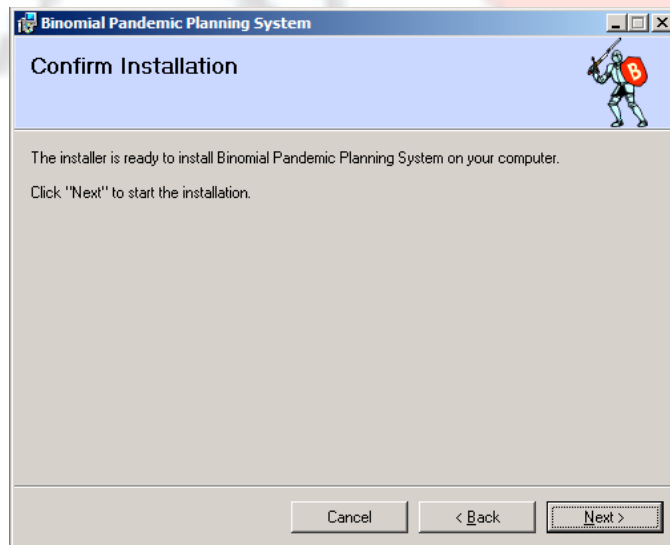 Binomial Pandemic Planning System
Confirm Installation
B
The installer is ready to install Binomial Pandemic Planning System on your computer.
Click "Next" to start the installation.
Cancel
< Back
Next >